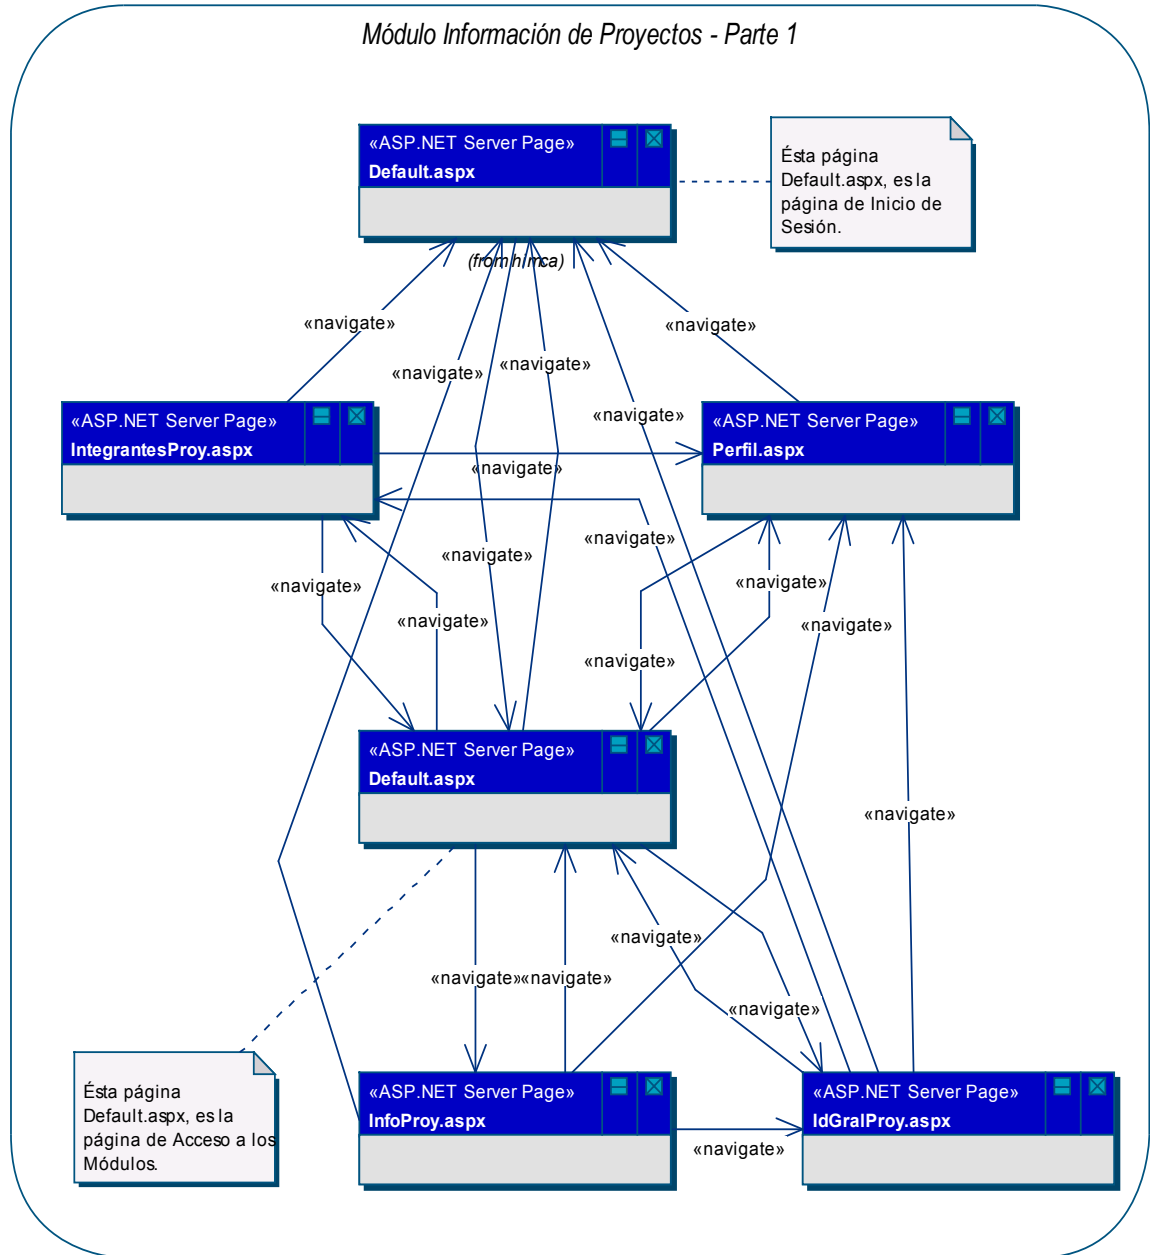 Módulo Información de Proyectos - Parte 1
«ASP.NET Server Page»
Default.aspx
Ésta página
Default.aspx, es la
página de Inicio de
Sesión.
(from himca)
«navigate»
«navigate»
«navigate»
«navigate»
«navigate»
«ASP.NET Server Page»
IntegrantesProy.aspx
«ASP.NET Server Page»
Perfil.aspx
«navigate»
«navigate»
«navigate»
«navigate»
«navigate»
«navigate»
«navigate»
«navigate»
«ASP.NET Server Page»
Default.aspx
«navigate»
«navigate»
«navigate»
«navigate»
«navigate»
Ésta página
Default.aspx, es la
página de Acceso a los
Módulos.
«ASP.NET Server Page»
InfoProy.aspx
«navigate»
«ASP.NET Server Page»
IdGralProy.aspx